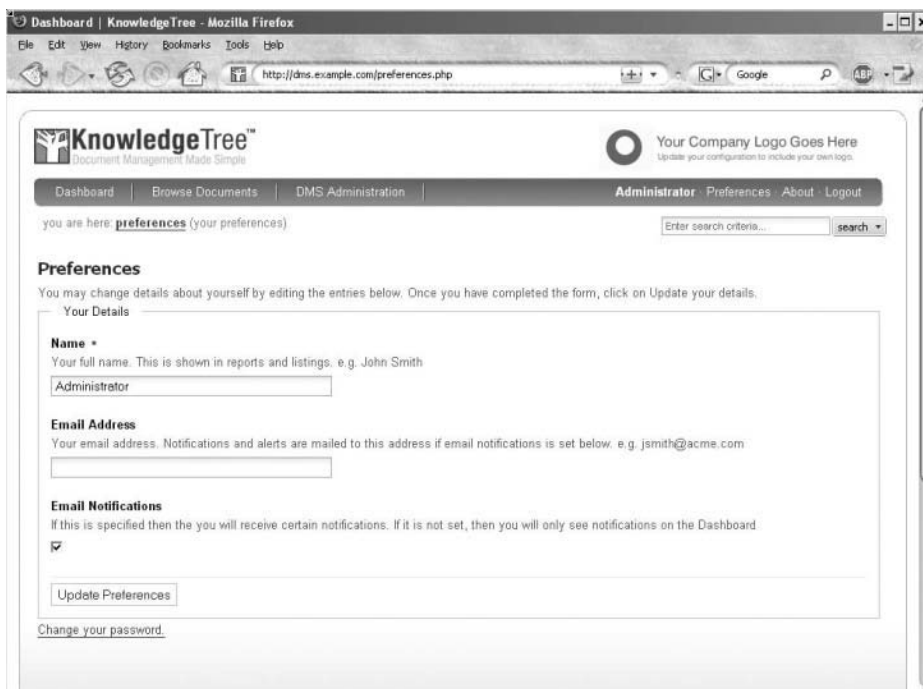 Dashboard | KnowledgeTree - Mozilla Firefox
File Edit View History Bookmarks Tools Help
http://dms.example.com/preferences.php
G Google
ABP
KnowledgeTree™
Document Management Made Simple
Your Company Logo Goes Here
Update your configuration to include your own logo.
Dashboard Browse Documents DMS Administration Administrator · Preferences · About · Logout
you are here: preferences (your preferences)
Enter search criteria... search
Preferences
You may change details about yourself by editing the entries below. Once you have completed the form, click on Update your details.
Your Details
Name *
Your full name. This is shown in reports and listings. e.g. John Smith
Administrator
Email Address
Your email address. Notifications and alerts are mailed to this address if email notifications is set below. e.g. jsmith@acme.com
Email Notifications
If this is specified then the you will receive certain notifications. If it is not set, then you will only see notifications on the Dashboard
Update Preferences
Change your password.